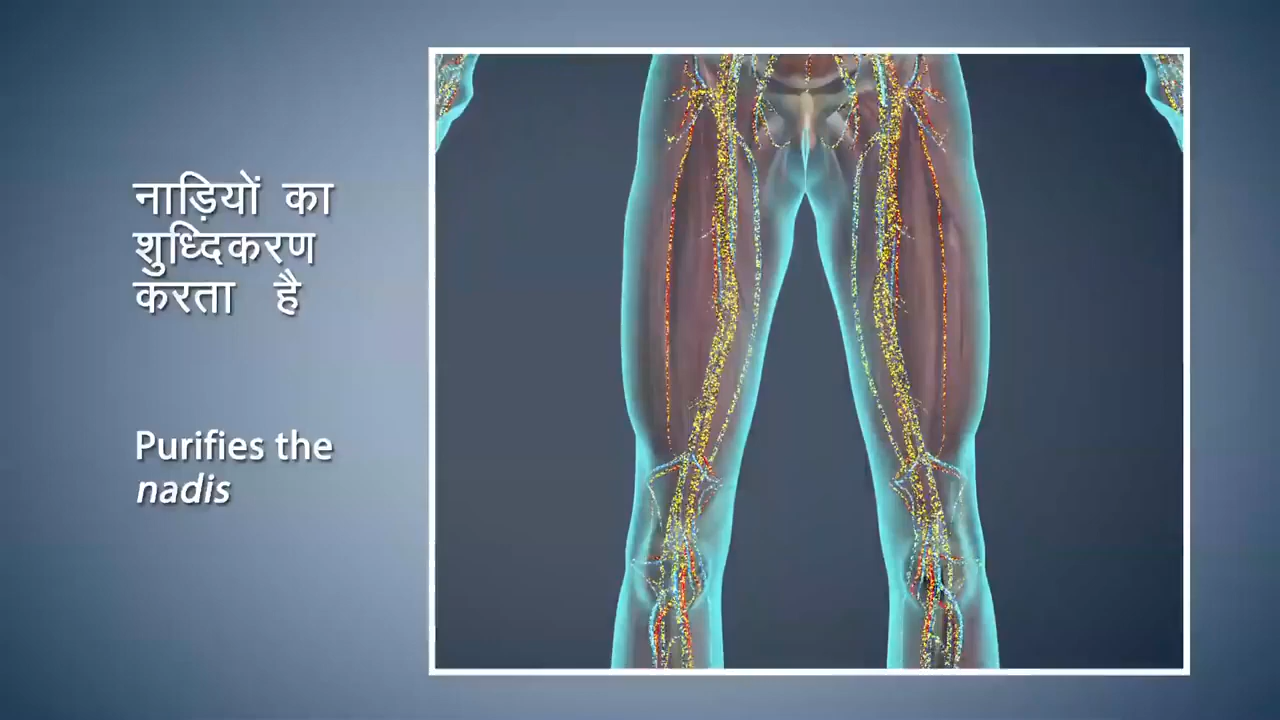 नाड़ियों का
शुध्दिकरण
करता है
Purifies the
nadis